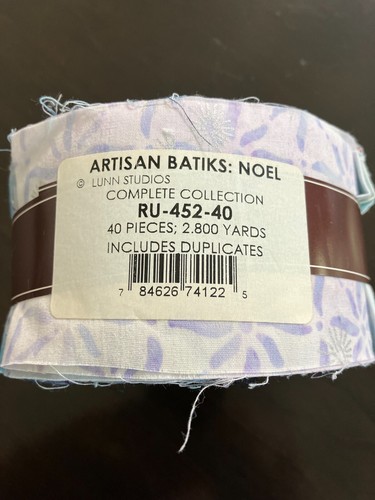 ARTISAN BATIKS: NOEL
© LUNN STUDIOS
COMPLETE COLLECTION
RU-452-40
40 PIECES; 2.800 YARDS
INCLUDES DUPLICATES
7 84626 74122 5